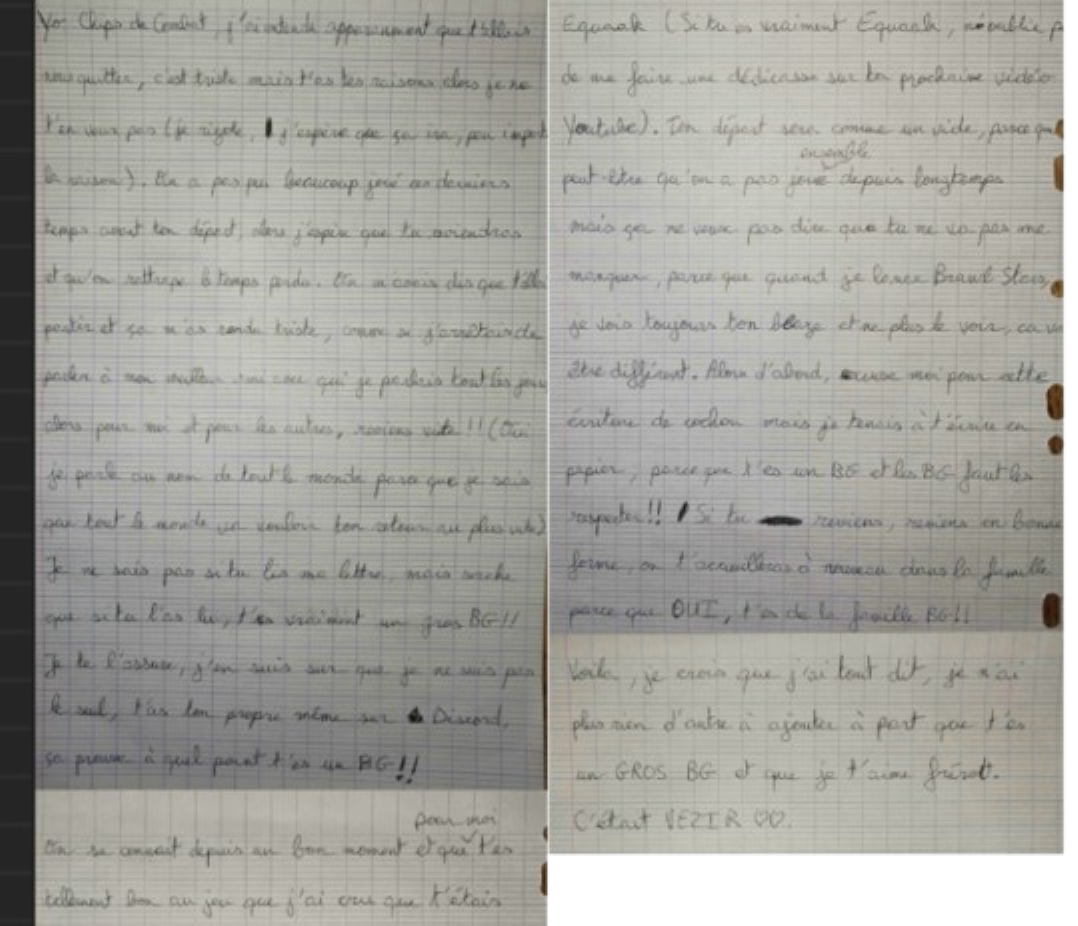 Yo Chips de Combat, j'ai entendu apparemment que t'allais
nous quitter, c'est triste mais t'as tes raisons alors je ne
t'en veux pas (je rigole, j'espère que ça ira, peu import
la raison). On a pas pu beaucoup joué ces derniers
temps avant ton départ, alors j'espère que tu reviendras
et qu'on rattrape le temps perdu. On m'avais dis que t'alla
partir et ça m'as rendu triste, comme si j'arrêtais de
parler à mon meilleur ami avec qui je parlais tout les jours
alors pour moi et pour les autres, reviens vite !! (Oui
je parle au nom de tout le monde parce que je sais
que tout le monde va vouloir ton retour au plus vite)
Je ne sais pas si tu lis ma lettre, mais sache
que si tu l'as lu, t'es vraiment un gros BG!!
Je te l'assure, j'en suis sur que je ne suis pas
le seul, t'as ton propre même sur Discord,
ça prouve à quel point t'es un BG!!
pour moi
On se connait depuis un bon moment et que t'es
tellement bon au jeu que j'ai cru que t'étais
Equaak (Si tu es vraiment Equaak, n'oublie p
de me faire une dédicasse sur ton prochaine vidéo
Youtube). Ton départ sera comme un vide, parce que
ensemble
peut-être qu'on a pas joué depuis longtemps
mais ça ne veux pas dire que tu ne va pas me
manquer, parce que quand je lance Brawl Stars,
je vois toujours ton blaze et ne plus le voir, ca va
être différent. Alors d'abord, excuse moi pour cette
écriture de cochon mais je tenais à t'écrire en
papier, parce que t'es un BG et les BG faut les
respecter!! Si tu reviens, reviens en bonne
forme, on t'accueilleras à nouveau dans la famille
parce que OUI, t'es de la famille BG!!
Voila, je crois que j'ai tout dit, je n'ai
plus rien d'autre à ajouter à part que t'es
un GROS BG et que je t'aime frérot.
C'était VEZIR ♡♡.